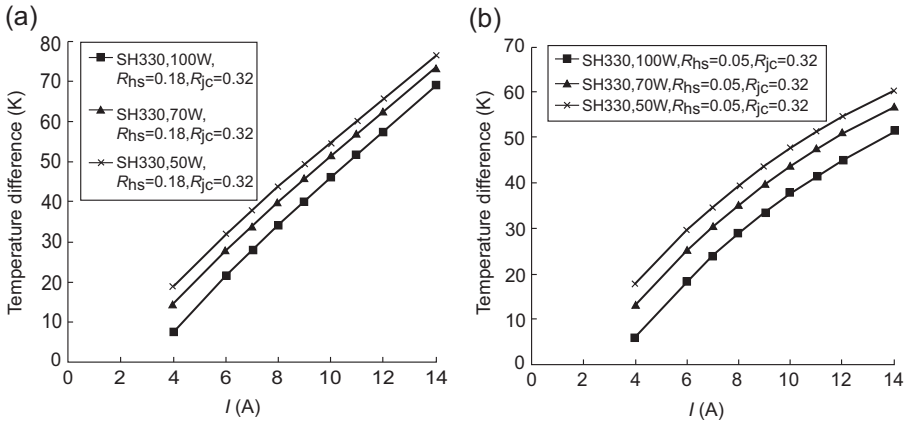 (a)
80
70
60
50
40
30
20
10
0
Temperature difference (K)
SH330,100W,
Rhs=0.18,Rjc=0.32
SH330,70W,
Rhs=0.18,Rjc=0.32
SH330,50W,
Rhs=0.18,Rjc=0.32
0 2 4 6 8 10 12 14
I (A)
(b)
70
60
50
40
30
20
10
0
Temperature difference (K)
SH330,100W,Rhs=0.05,Rjc=0.32
SH330,70W,Rhs=0.05,Rjc=0.32
SH330,50W,Rhs=0.05,Rjc=0.32
0 2 4 6 8 10 12 14
I (A)